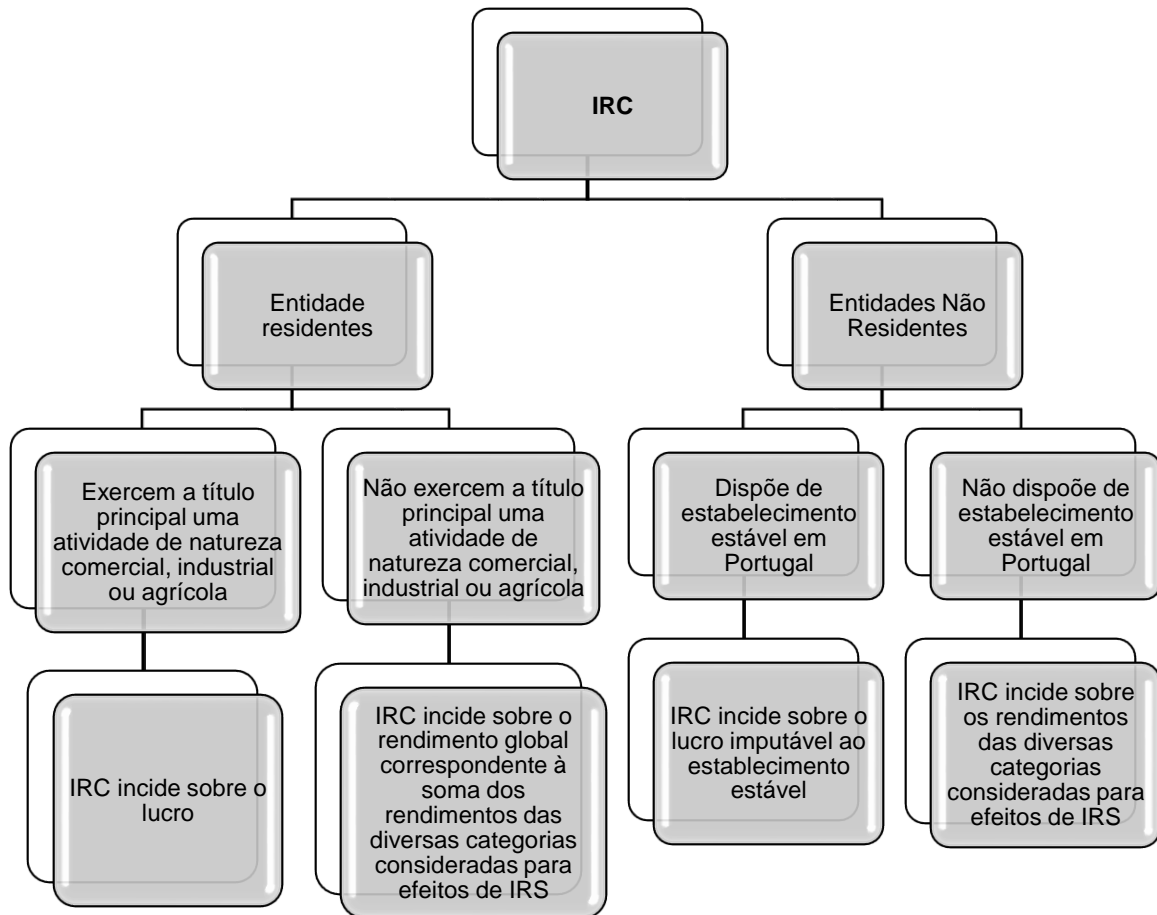 IRC
Entidade
residentes
Entidades Não
Residentes
Exercem a título
principal uma
atividade de natureza
comercial, industrial
ou agrícola
Não exercem a título
principal uma
atividade de
natureza comercial,
industrial ou agrícola
Dispõe de
estabelecimento
estável em
Portugal
Não dispoẽ de
estabelecimento
estável em
Portugal
IRC incide sobre o
lucro
IRC incide sobre o
rendimento global
correspondente à
soma dos
rendimentos das
diversas categorias
consideradas para
efeitos de IRS
IRC incide sobre o
lucro imputável ao
establecimento
estável
IRC incide sobre
os rendimentos
das diversas
categorias
consideradas para
efeitos de IRS